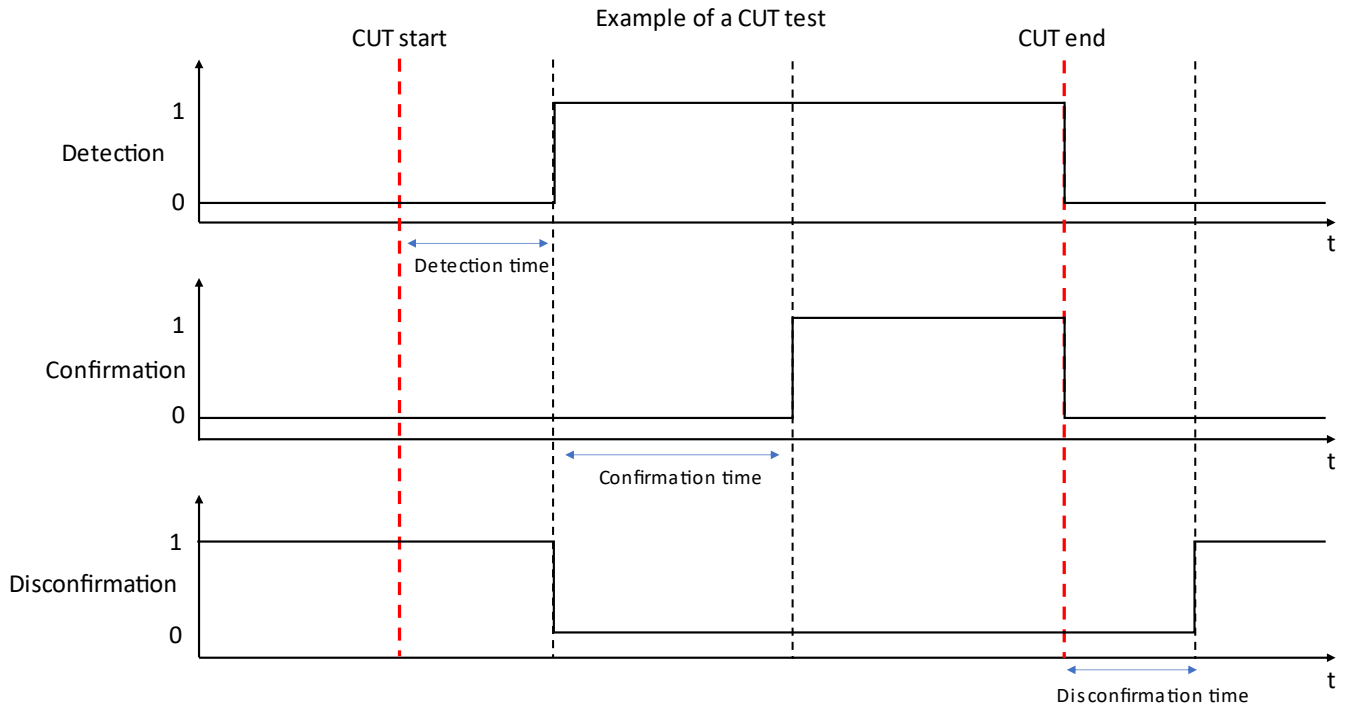 Example of a CUT test
CUT start
CUT end
1
Detection
0
t
Detection time
1
Confirmation
0
t
Confirmation time
1
Disconfirmation
0
t
Disconfirmation time